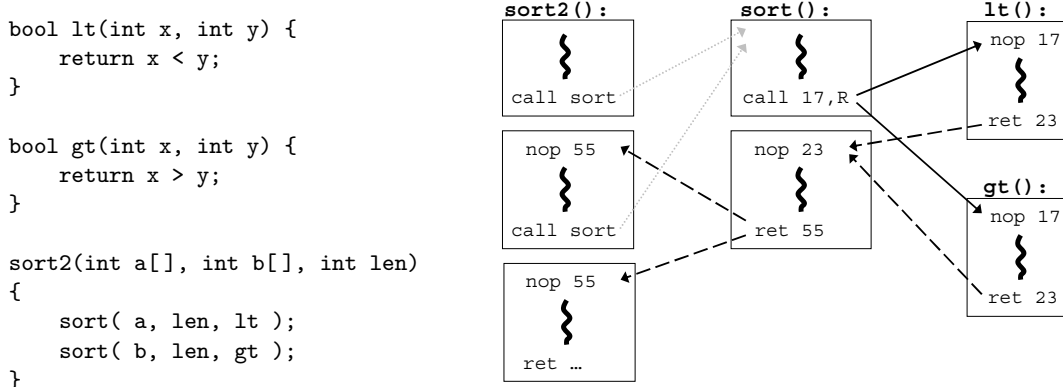 bool lt(int x, int y) {
    return x < y;
}
bool gt(int x, int y) {
    return x > y;
}
sort2(int a[], int b[], int len)
{
    sort( a, len, lt );
    sort( b, len, gt );
}
sort2():
call sort
nop 55
call sort
nop 55
ret …
sort():
call 17,R
nop 23
ret 55
lt():
nop 17
ret 23
gt():
nop 17
ret 23